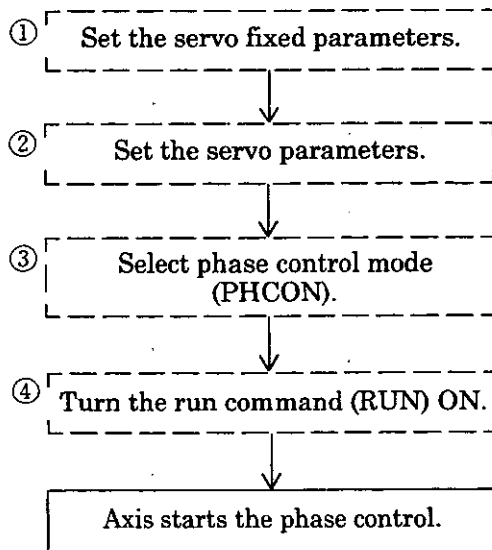 ① Set the servo fixed parameters.
② Set the servo parameters.
③ Select phase control mode
(PHCON).
④ Turn the run command (RUN) ON.
Axis starts the phase control.